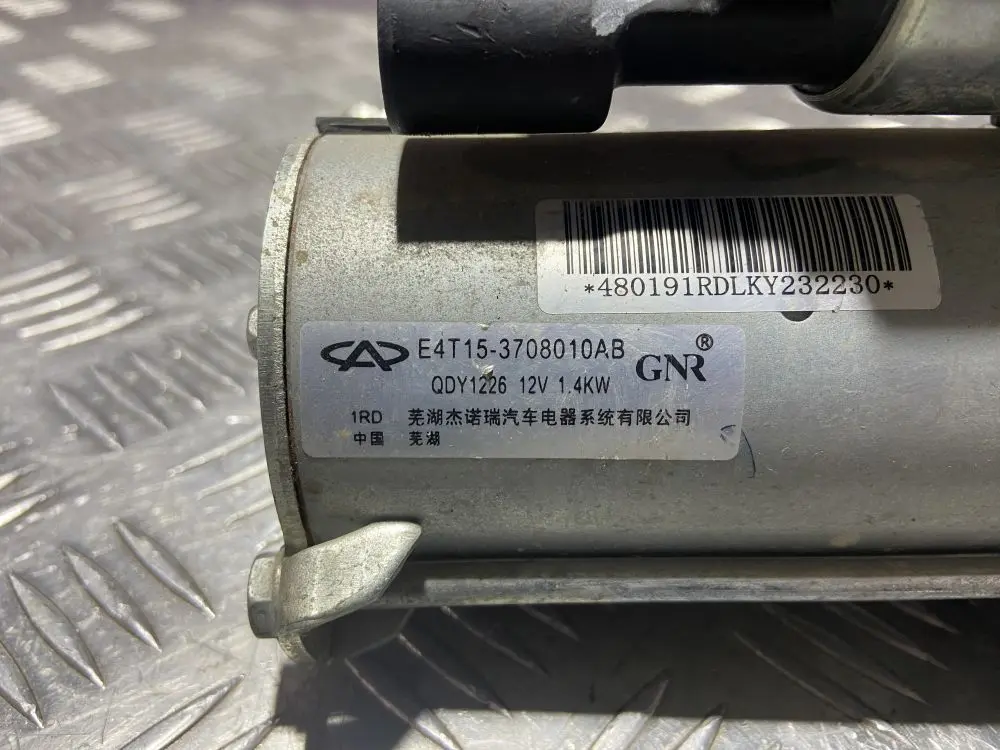 *480191RDLKY232230*
E4T15-3708010AB GNR®
QDY1226 12V 1.4KW
1RD 芜湖杰诺瑞汽车电器系统有限公司
中国 芜湖